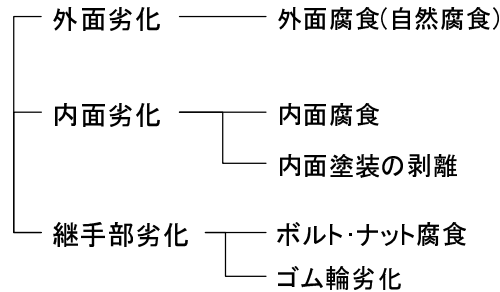 外面劣化 外面腐食(自然腐食)
内面劣化 内面腐食
内面塗装の剥離
継手部劣化 ボルト･ナット腐食
ゴム輪劣化